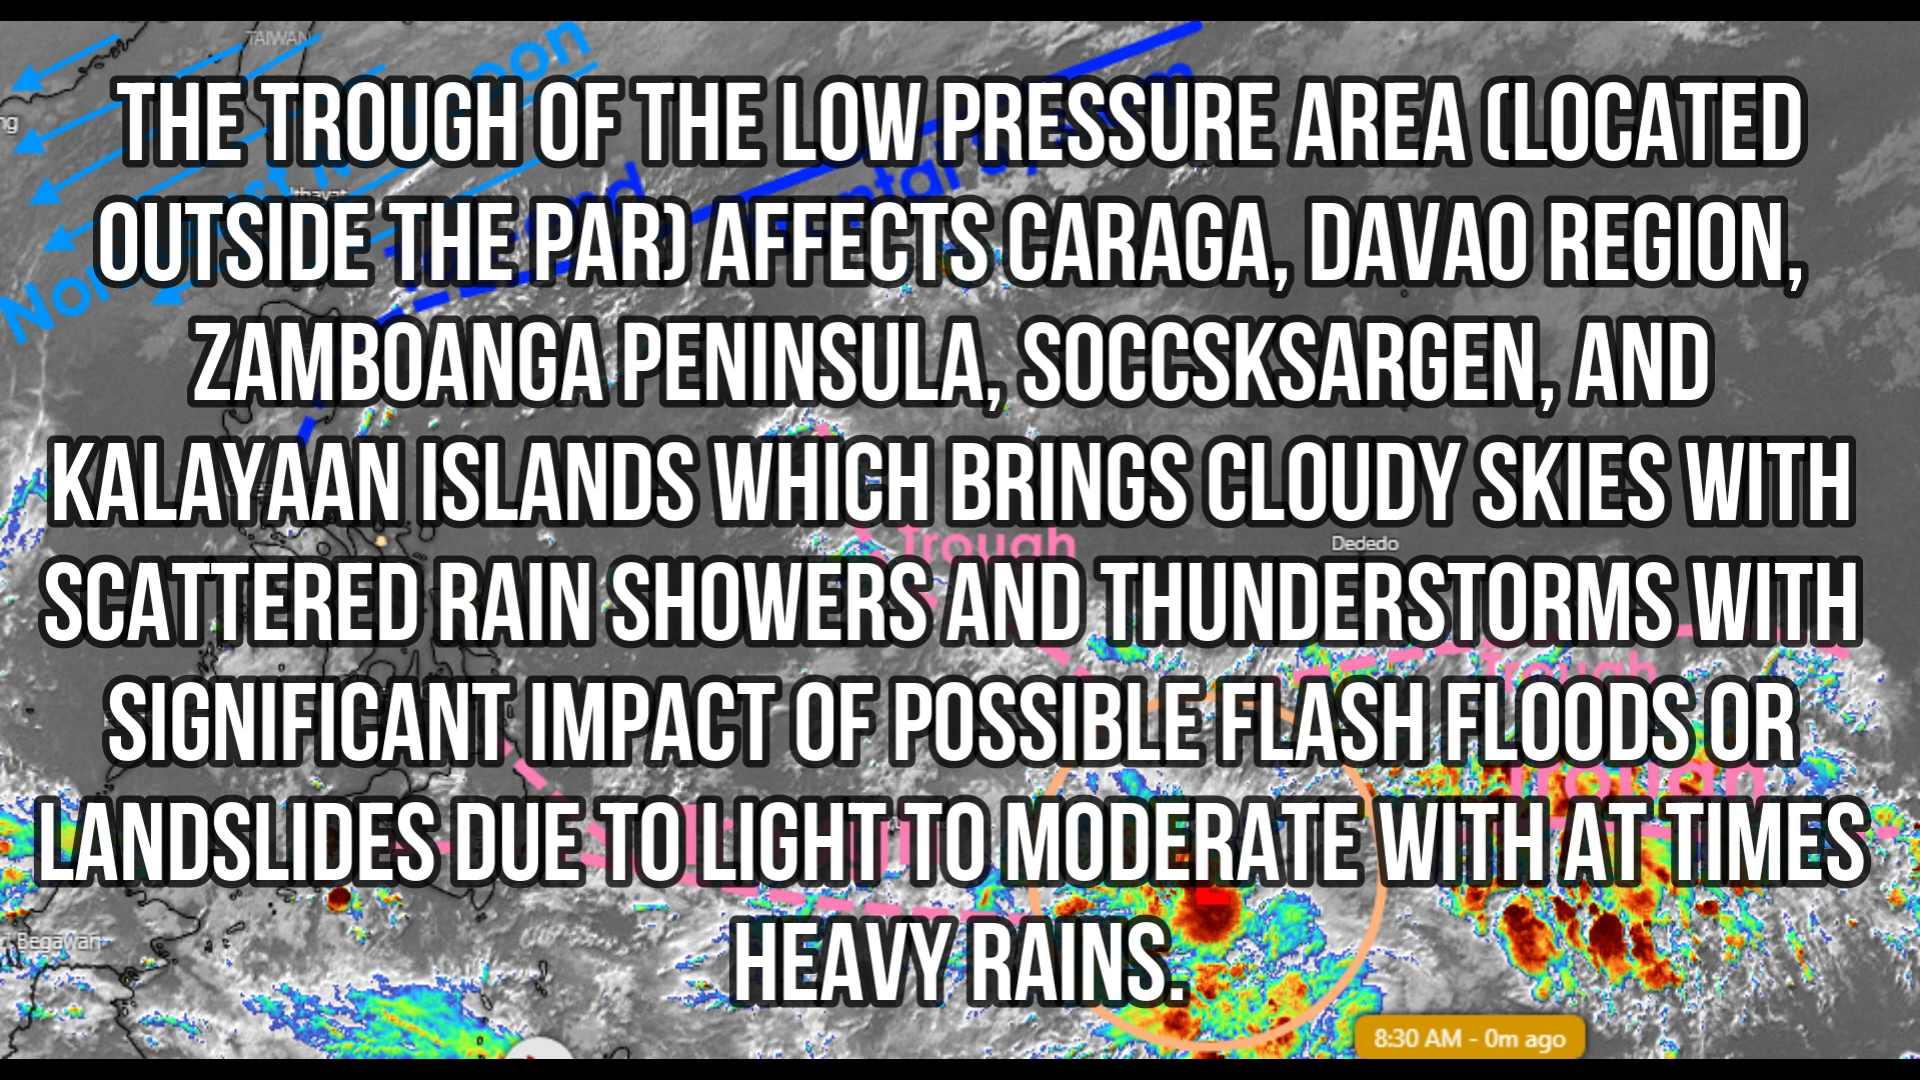 TAIWAN
THE TROUGH OF THE LOW PRESSURE AREA (LOCATED
OUTSIDE THE PAR) AFFECTS CARAGA, DAVAO REGION,
ZAMBOANGA PENINSULA, SOCCSKSARGEN, AND
KALAYAAN ISLANDS WHICH BRINGS CLOUDY SKIES WITH
Trough
Dededo
SCATTERED RAIN SHOWERS AND THUNDERSTORMS WITH
Trough
SIGNIFICANT IMPACT OF POSSIBLE FLASH FLOODS OR
Trough
LANDSLIDES DUE TO LIGHT TO MODERATE WITH AT TIMES
HEAVY RAINS.
Begawan
8:30 AM - 0m ago